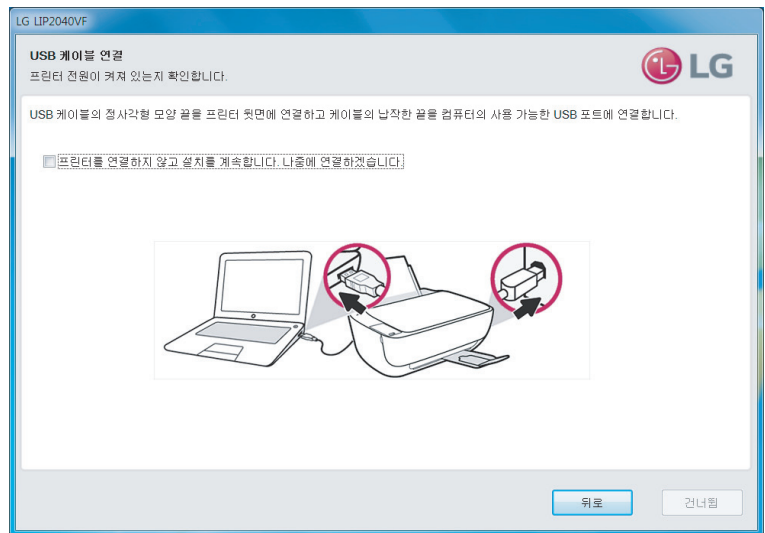 LG LIP2040VF
USB 케이블 연결
프린터 전원이 켜져 있는지 확인합니다.
LG
USB 케이블의 정사각형 모양 끝을 프린터 뒷면에 연결하고 케이블의 납작한 끝을 컴퓨터의 사용 가능한 USB 포트에 연결합니다.
프린터를 연결하지 않고 설치를 계속합니다. 나중에 연결하겠습니다.
뒤로
건너뜀